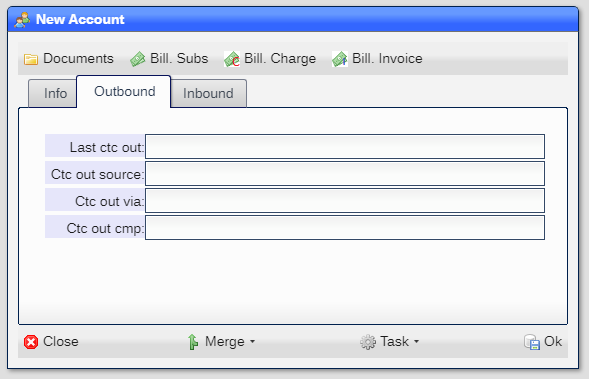 New Account
Documents Bill. Subs Bill. Charge Bill. Invoice
Info Outbound Inbound
Last ctc out:
Ctc out source:
Ctc out via:
Ctc out cmp:
Close Merge Task Ok